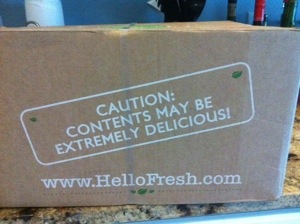 CAUTION:
CONTENTS MAY BE
EXTREMELY DELICIOUS!
www.HelloFresh.com